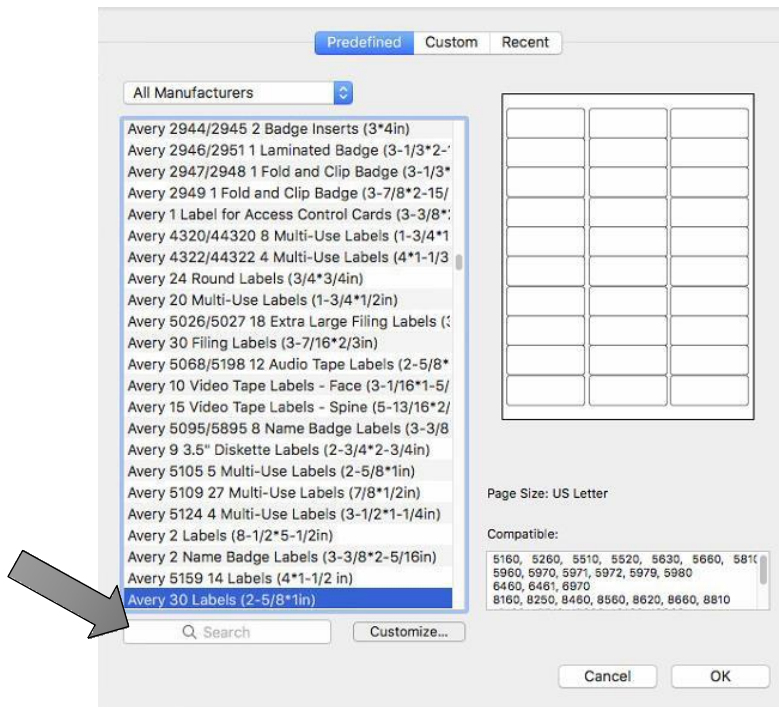 Predefined Custom Recent
All Manufacturers
Avery 2944/2945 2 Badge Inserts (3*4in)
Avery 2946/2951 1 Laminated Badge (3-1/3*2-
Avery 2947/2948 1 Fold and Clip Badge (3-1/3*
Avery 2949 1 Fold and Clip Badge (3-7/8*2-15/
Avery 1 Label for Access Control Cards (3-3/8*
Avery 4320/44320 8 Multi-Use Labels (1-3/4*1
Avery 4322/44322 4 Multi-Use Labels (4*1-1/3
Avery 24 Round Labels (3/4*3/4in)
Avery 20 Multi-Use Labels (1-3/4*1/2in)
Avery 5026/5027 18 Extra Large Filing Labels (
Avery 30 Filing Labels (3-7/16*2/3in)
Avery 5068/5198 12 Audio Tape Labels (2-5/8*
Avery 10 Video Tape Labels - Face (3-1/16*1-5/
Avery 15 Video Tape Labels - Spine (5-13/16*2/
Avery 5095/5895 8 Name Badge Labels (3-3/8
Avery 9 3.5" Diskette Labels (2-3/4*2-3/4in)
Avery 5105 5 Multi-Use Labels (2-5/8*1in)
Avery 5109 27 Multi-Use Labels (7/8*1/2in)
Avery 5124 4 Multi-Use Labels (3-1/2*1-1/4in)
Avery 2 Labels (8-1/2*5-1/2in)
Avery 2 Name Badge Labels (3-3/8*2-5/16in)
Avery 5159 14 Labels (4*1-1/2 in)
Avery 30 Labels (2-5/8*1in)
Search
Customize...
Page Size: US Letter
Compatible:
5160, 5260, 5510, 5520, 5630, 5660, 5810
5960, 5970, 5971, 5972, 5979, 5980
6460, 6461, 6970
8160, 8250, 8460, 8560, 8620, 8660, 8810
Cancel OK